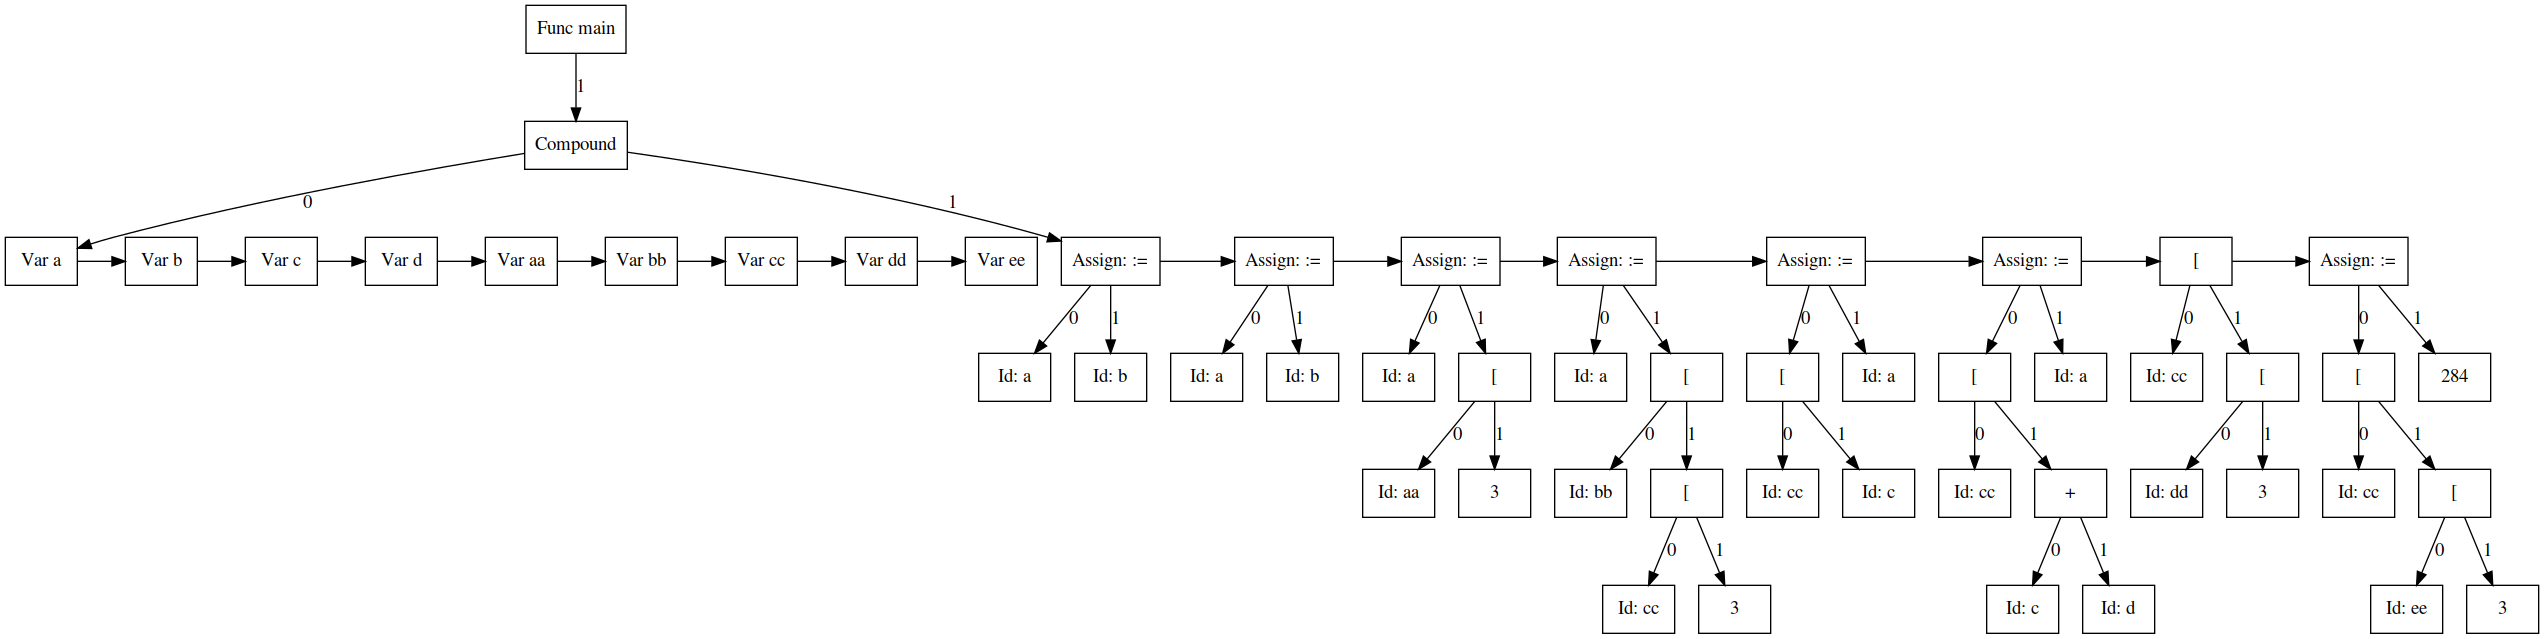 Func main
1
Compound
0
1
Var a
Var b
Var c
Var d
Var aa
Var bb
Var cc
Var dd
Var ee
Assign: :=
Assign: :=
Assign: :=
Assign: :=
Assign: :=
Assign: :=
[
Assign: :=
0
1
0
1
0
1
0
1
0
1
0
1
0
1
0
1
Id: a
Id: b
Id: a
Id: b
Id: a
[
Id: a
[
[
Id: a
[
Id: a
Id: cc
[
[
284
0
1
0
1
0
1
0
1
0
1
0
1
Id: aa
3
Id: bb
[
Id: cc
Id: c
Id: cc
+
Id: dd
3
Id: cc
[
0
1
0
1
0
1
Id: cc
3
Id: c
Id: d
Id: ee
3